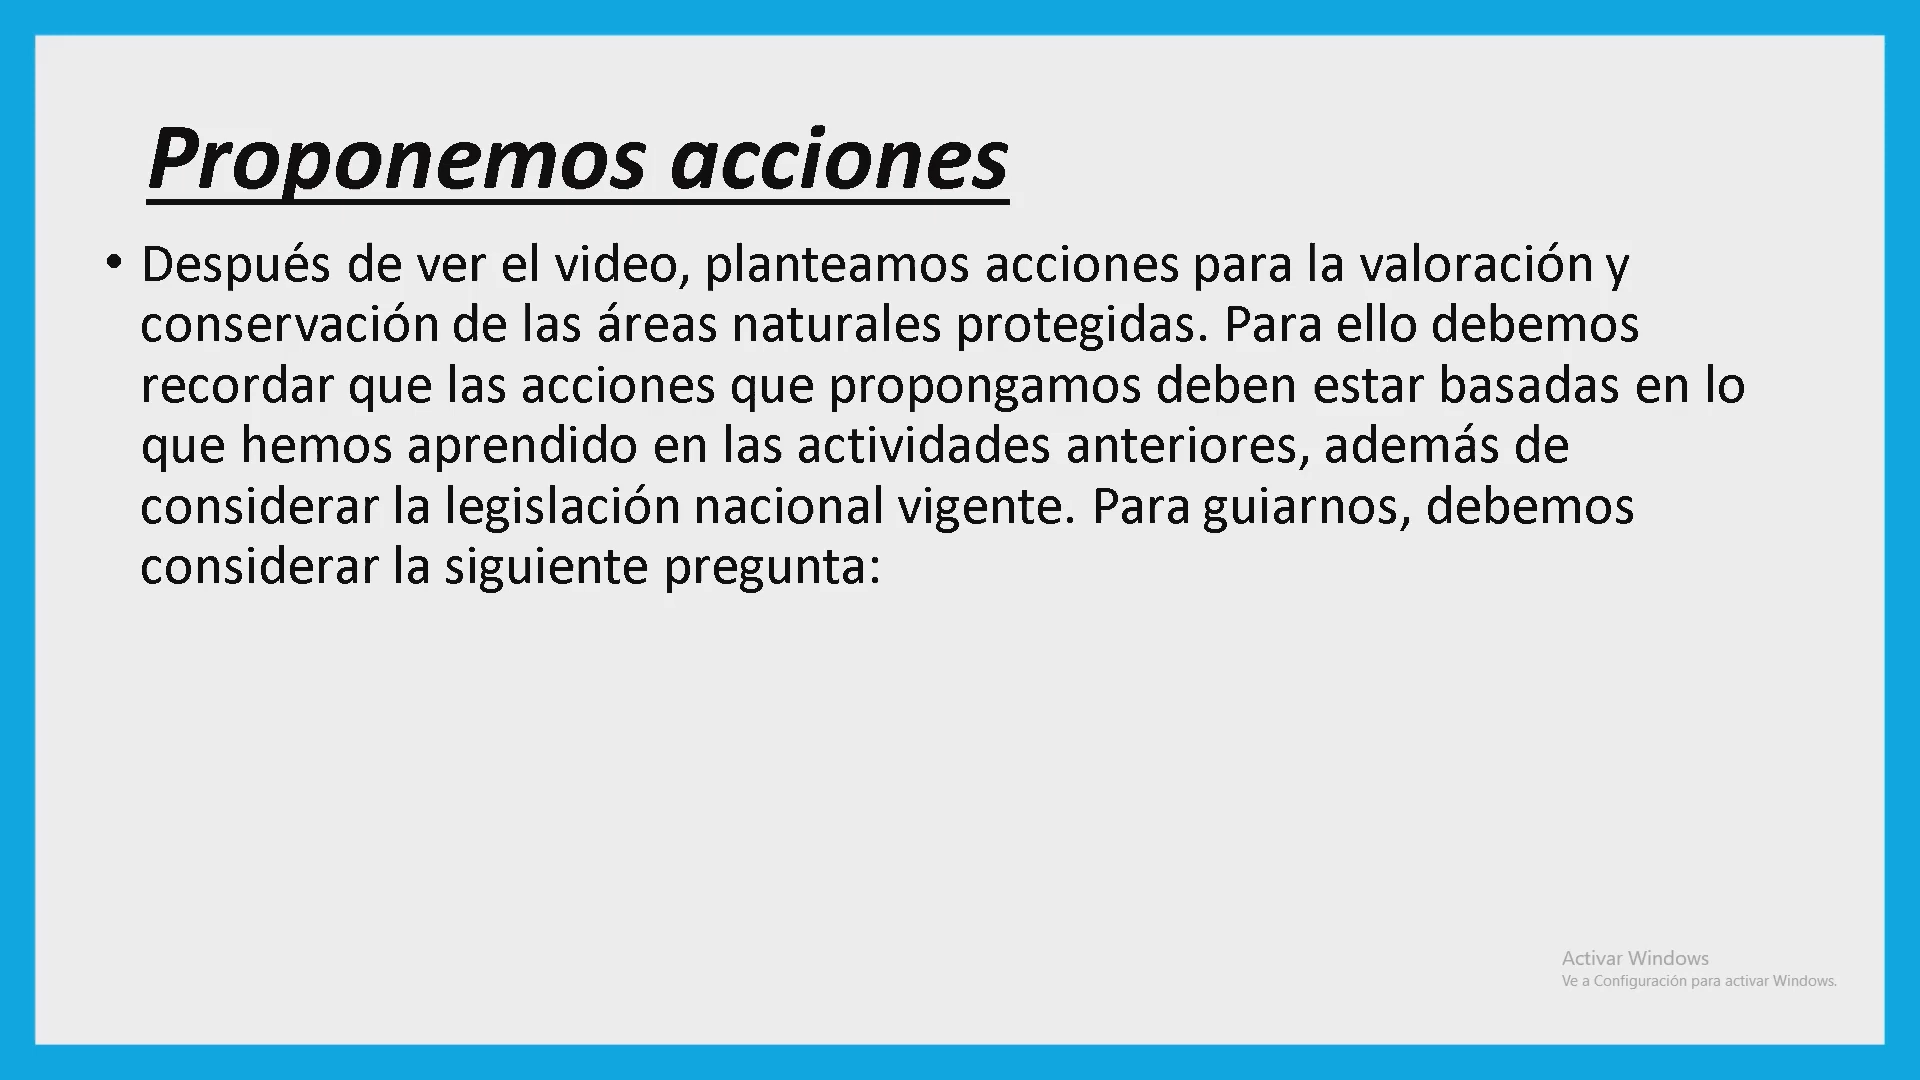 Proponemos acciones
• Después de ver el video, planteamos acciones para la valoración y
conservación de las áreas naturales protegidas. Para ello debemos
recordar que las acciones que propongamos deben estar basadas en lo
que hemos aprendido en las actividades anteriores, además de
considerar la legislación nacional vigente. Para guiarnos, debemos
considerar la siguiente pregunta:
Activar Windows
Ve a Configuración para activar Windows.